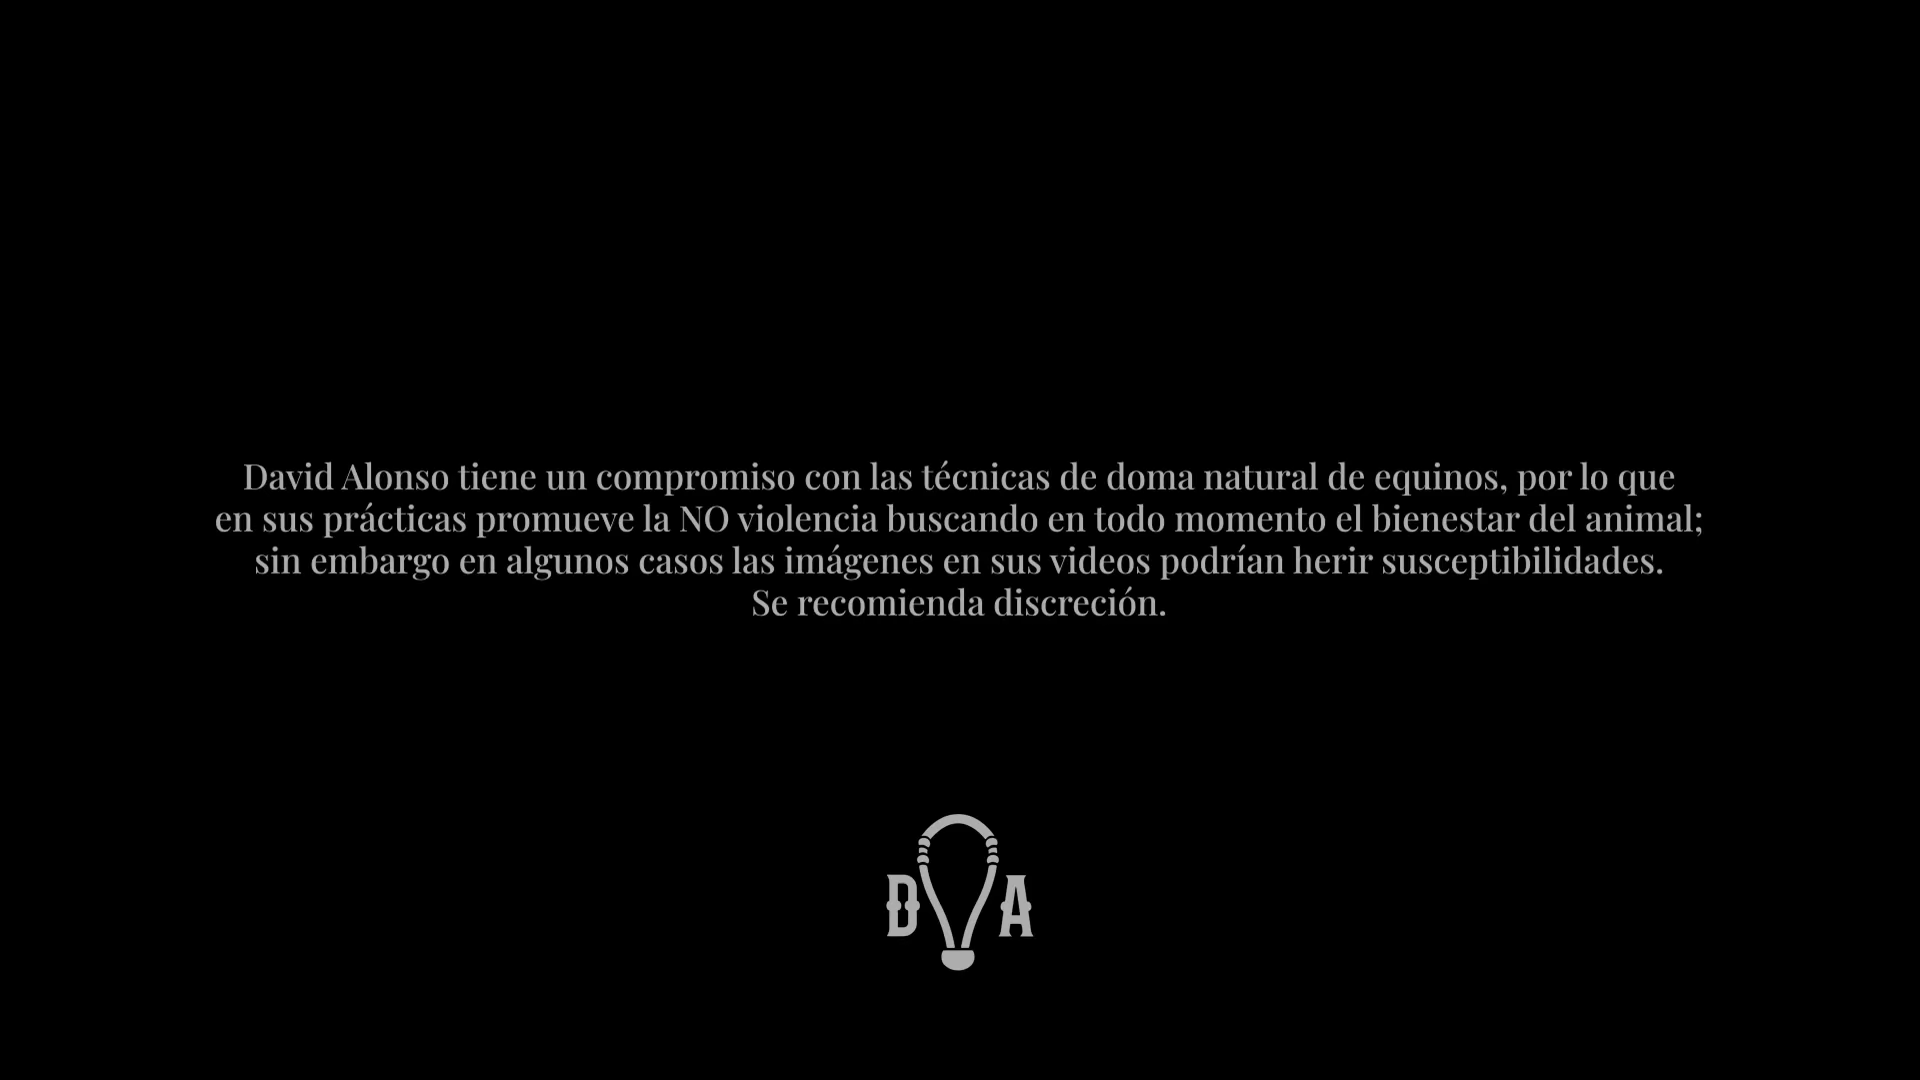 David Alonso tiene un compromiso con las técnicas de doma natural de equinos, por lo que
en sus prácticas promueve la NO violencia buscando en todo momento el bienestar del animal;
sin embargo en algunos casos las imágenes en sus videos podrían herir susceptibilidades.
Se recomienda discreción.
D A